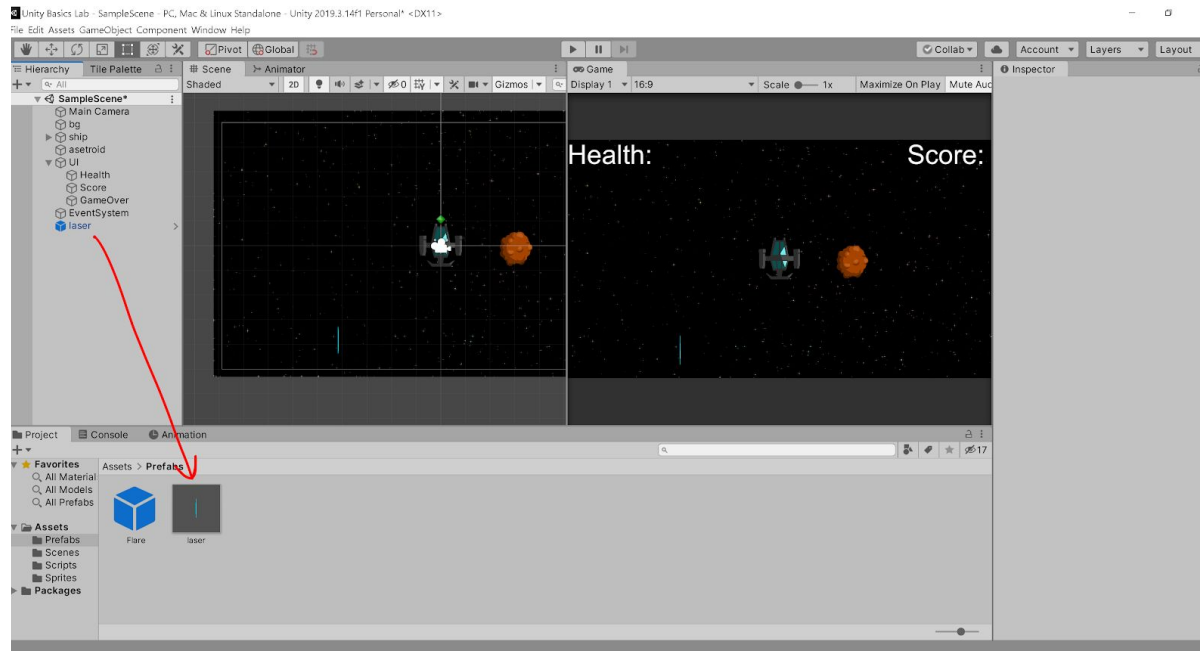 Unity Basics Lab - SampleScene - PC, Mac & Linux Standalone - Unity 2019.3.14f1 Personal* <DX11>
File Edit Assets GameObject Component Window Help
Pivot Global Collab Account Layers Layout
Hierarchy Tile Palette Scene Animator Game Inspector
All Shaded 2D 0 Gizmos Display 1 16:9 Scale 1x Maximize On Play Mute Aud
SampleScene*
Main Camera
bg
ship
asetroid
UI
Health
Score
GameOver
EventSystem
laser
Health: Score:
Project Console Animation
17
Favorites
All Material
All Models
All Prefabs
Assets
Prefabs
Scenes
Scripts
Sprites
Packages
Assets > Prefabs
Flare laser